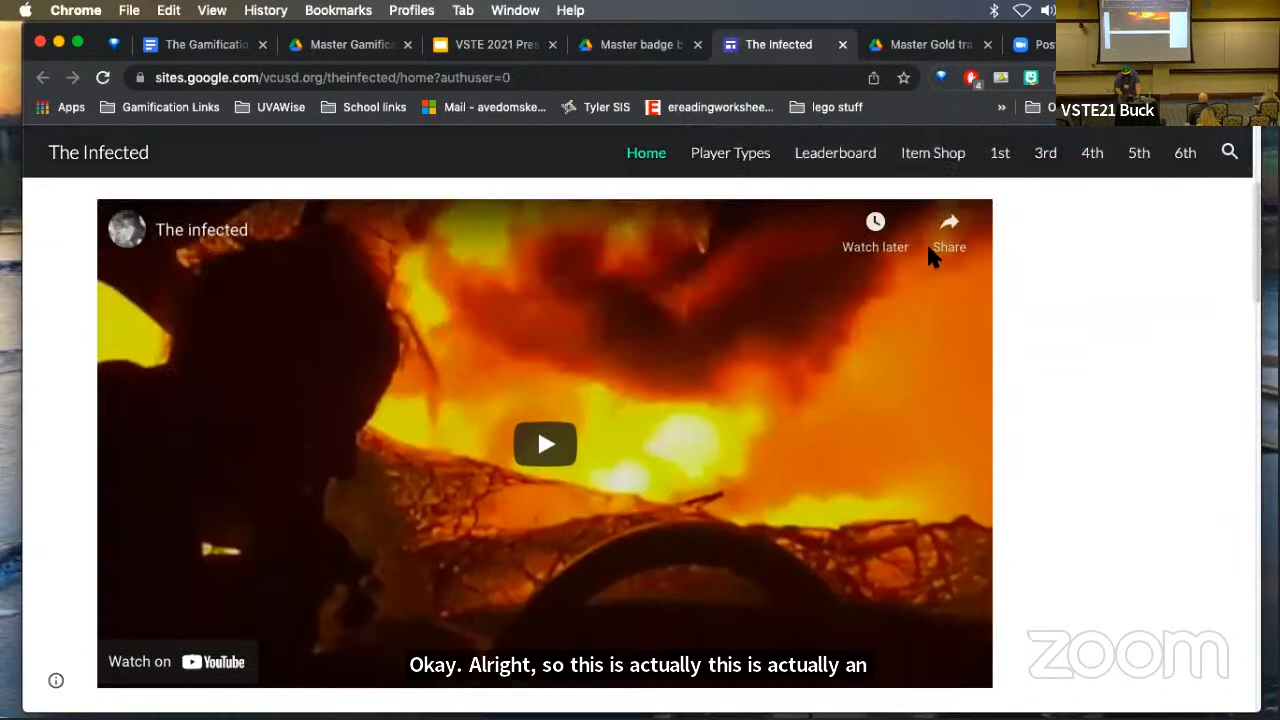 Chrome File Edit View History Bookmarks Profiles Tab Window Help
The Gamificatio Master Gamific VSTE 2021 Pres Master badge b The Infected Master Gold tra Pos
sites.google.com/vcusd.org/theinfected/home?authuser=0
4
Apps Gamification Links UVAWise School links Mail - avedomske... Tyler SIS ereadingworkshee... lego stuff » O
VSTE21 Buck
The Infected Home Player Types Leaderboard Item Shop 1st 3rd 4th 5th 6th
The infected
Watch later Share
Watch on YouTube
Okay. Alright, so this is actually this is actually an
zoom